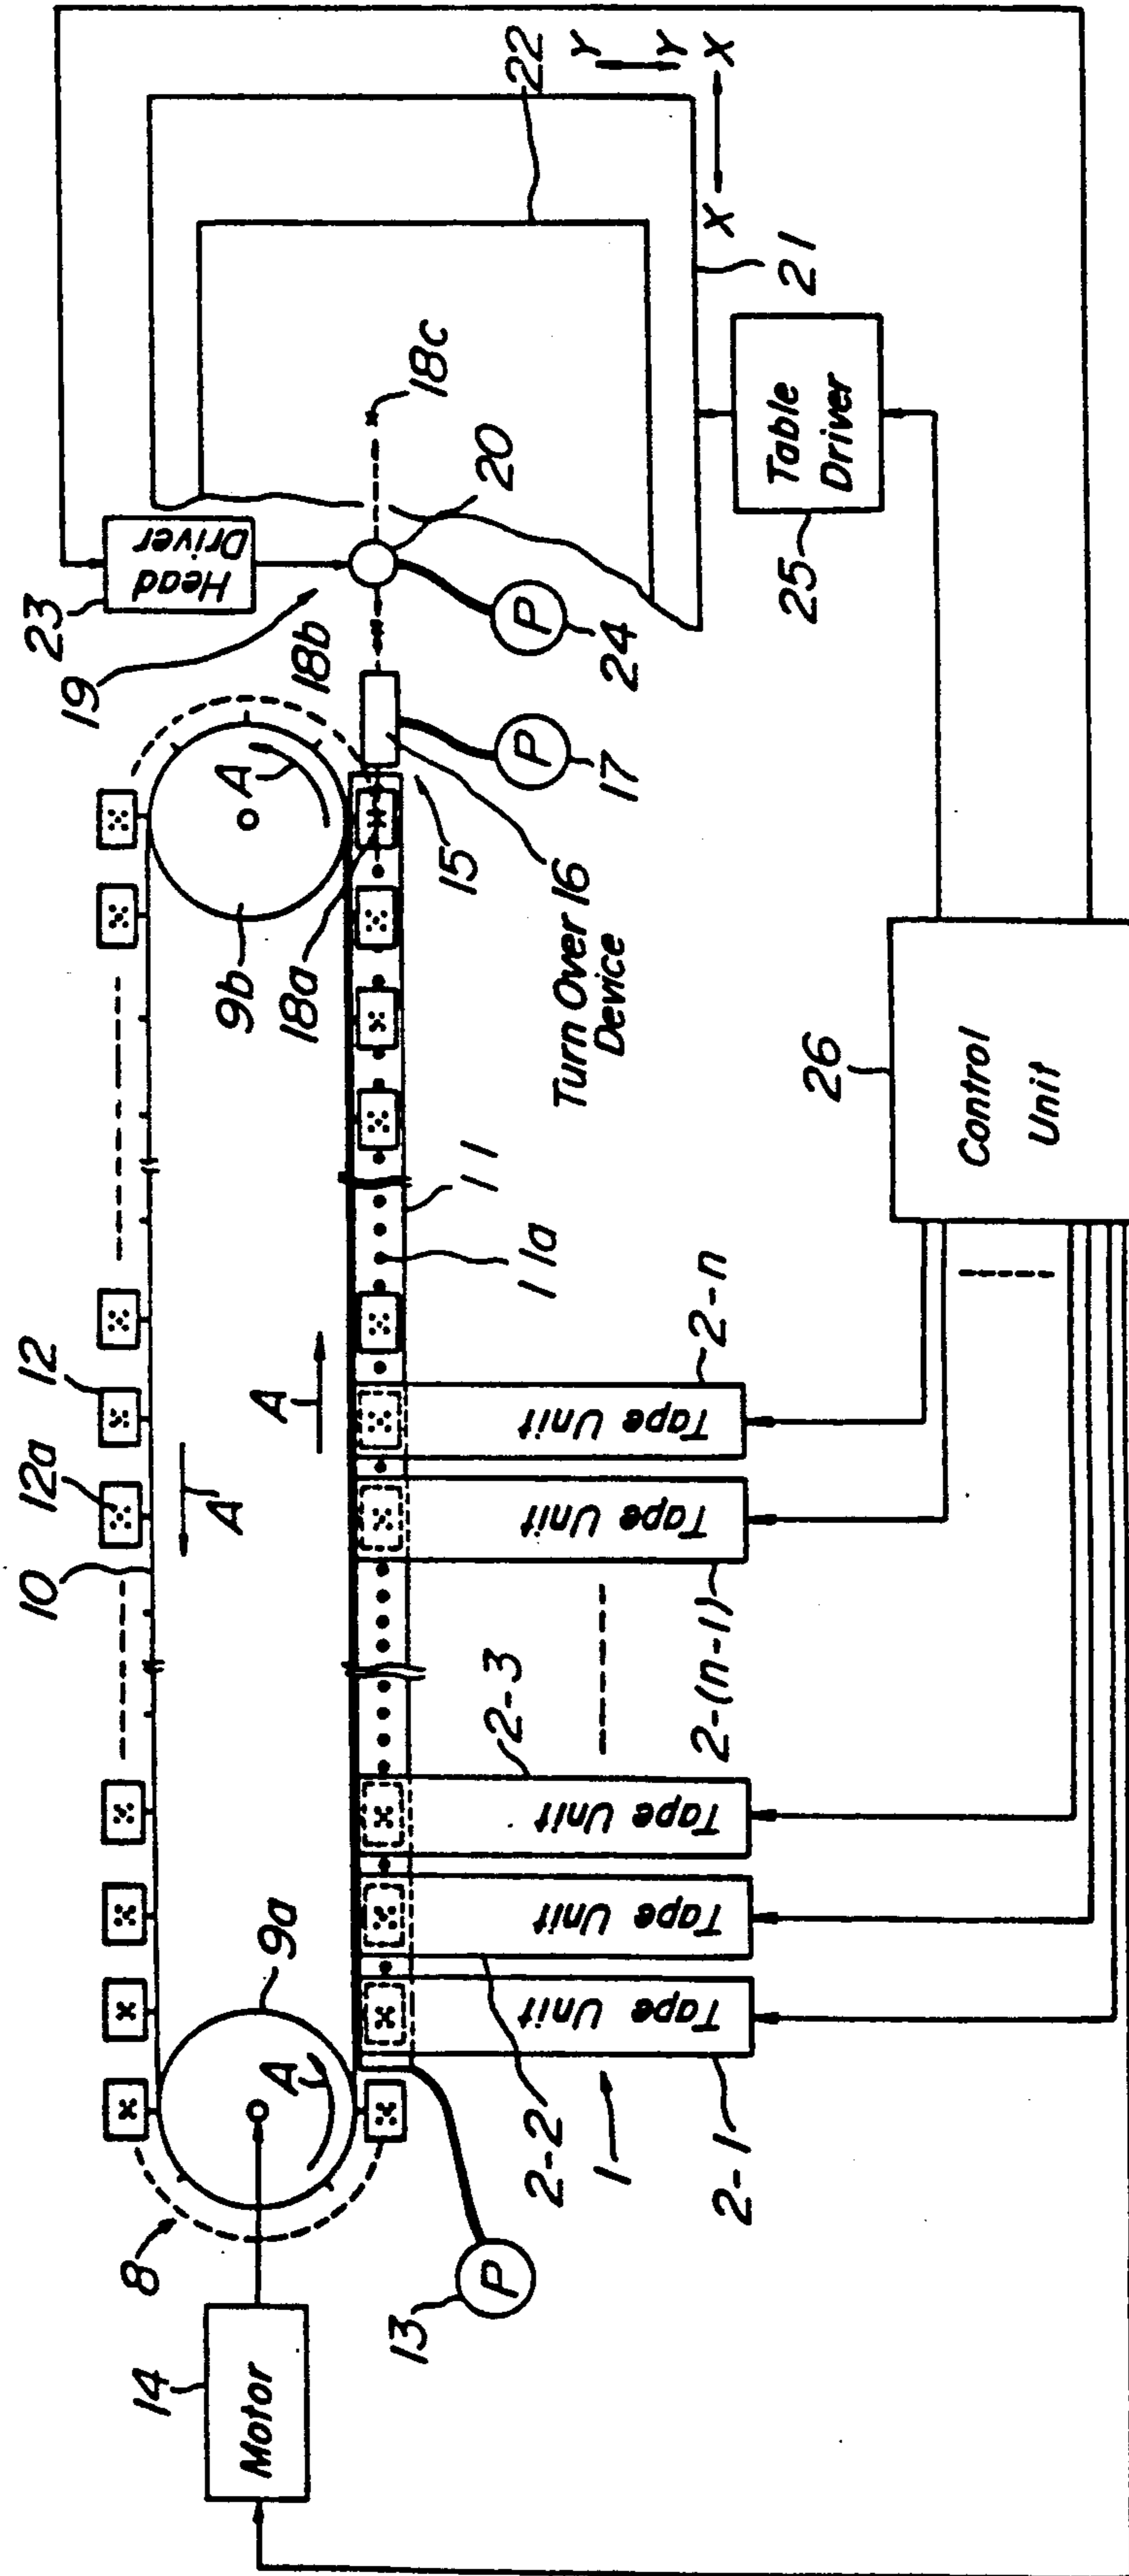 23
Head
Driver
19
18b
20
18c
22
Y
Y
X
X
21
24
P
17
P
25
Table
Driver
A
9b
18a
15
16
Turn Over
Device
11
11a
12
12a
10
A
A
8
9a
A
14
Motor
13
P
1
2-1
2-2
2-3
2-(n-1)
2-n
Tape Unit
Tape Unit
Tape Unit
Tape Unit
Tape Unit
26
Control
Unit